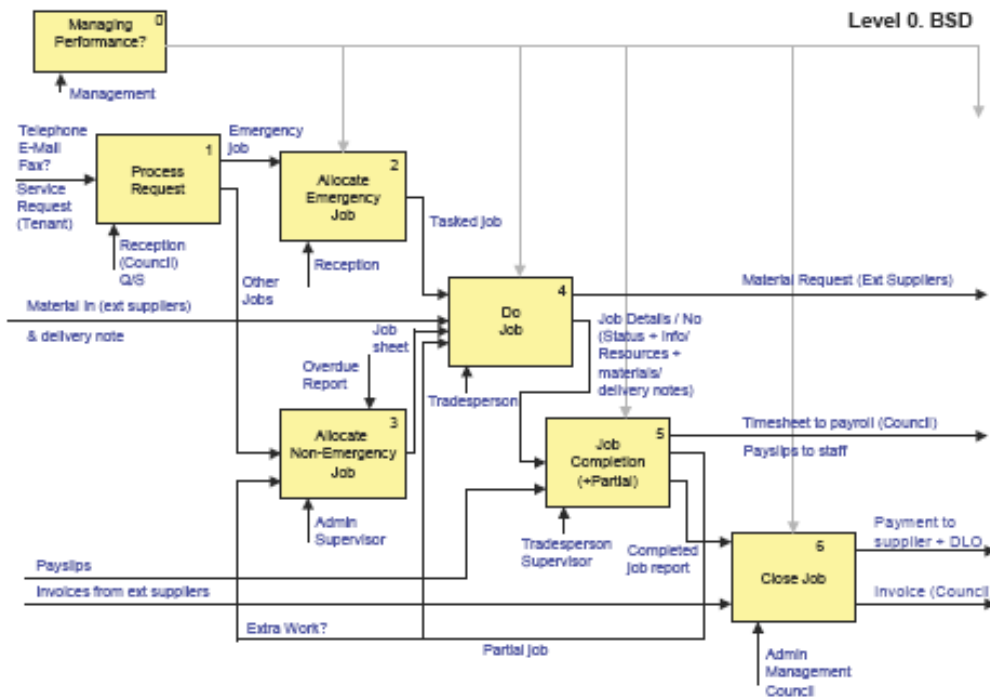 Level 0. BSD
Managing
Performance?
0
Management
Telephone
E-Mail
Fax?
Service
Request
(Tenant)
Process
Request
1
Reception
(Council)
Q/S
Emergency
job
Other
Jobs
Allocate
Emergency
Job
2
Reception
Tasked job
Material In (ext suppliers)
& delivery note
Job
sheet
Overdue
Report
Do
Job
4
Tradesperson
Material Request (Ext Suppliers)
Job Details / No
(Status + Info/
Resources +
materials/
delivery notes)
Allocate
Non-Emergency
Job
3
Admin
Supervisor
Job
Completion
(+Partial)
5
Tradesperson
Supervisor
Timesheet to payroll (Council)
Payslips to staff
Completed
job report
Payslips
Invoices from ext suppliers
Extra Work?
Partial job
Close Job
6
Admin
Management
Council
Payment to
supplier + DLO
Invoice (Council)